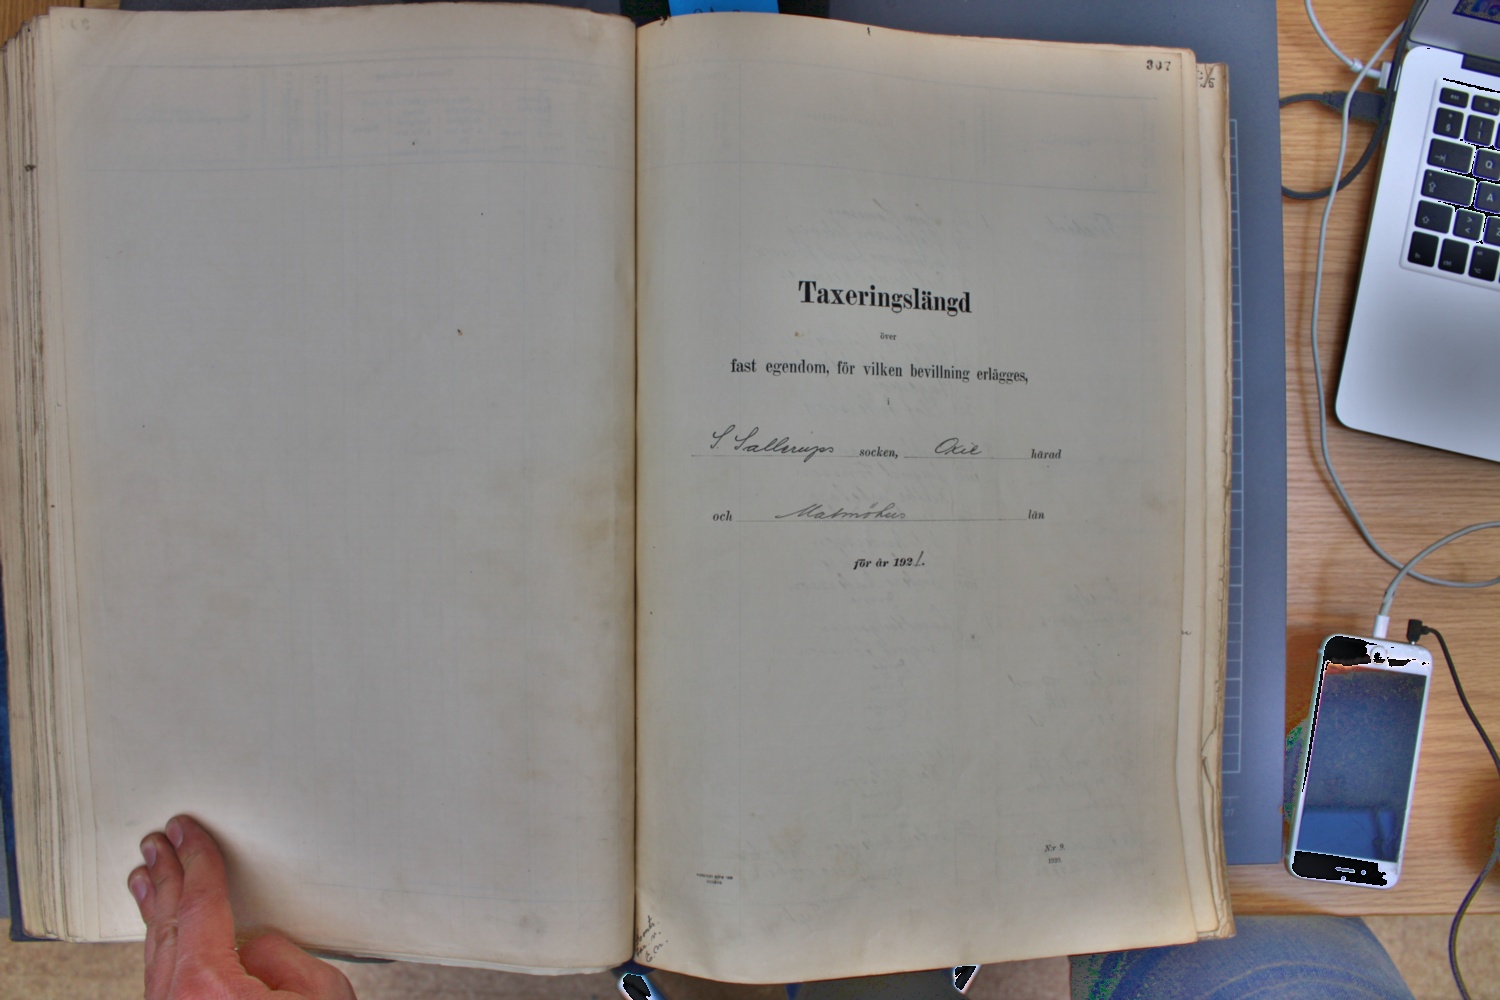 307
Taxeringslängd
över
fast egendom, för vilken bevillning erlägges,
i
S Sallerups socken, Oxie härad
och Malmöhus län
för år 1921.
N:r 9.